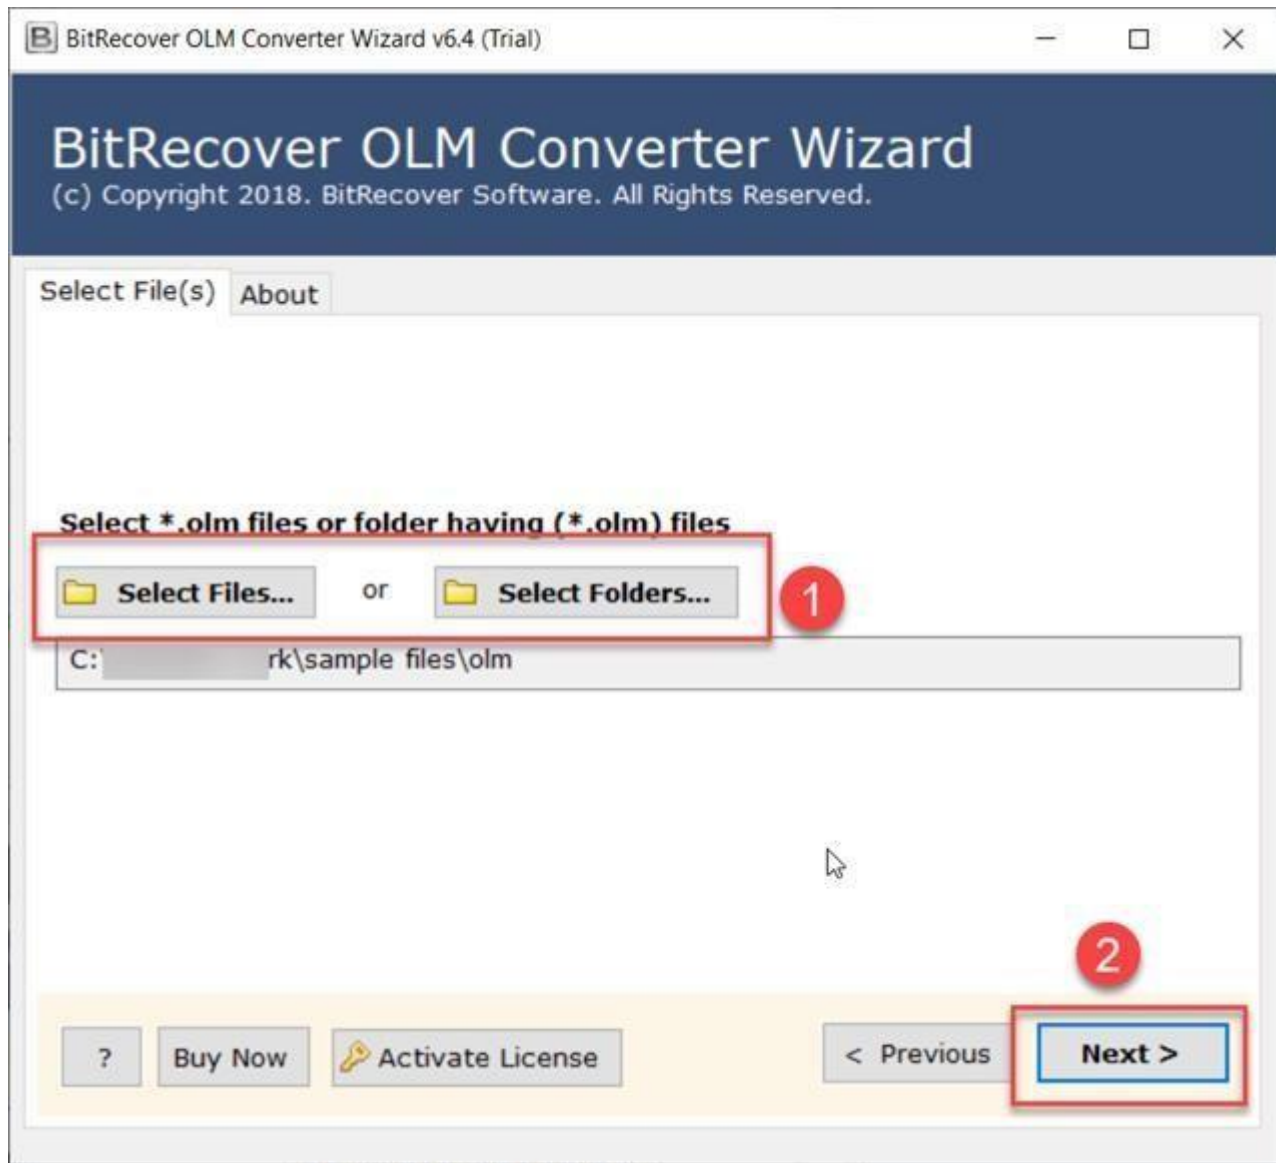 BitRecover OLM Converter Wizard v6.4 (Trial)
BitRecover OLM Converter Wizard
(c) Copyright 2018. BitRecover Software. All Rights Reserved.
Select File(s) About
Select *.olm files or folder having (*.olm) files
Select Files... or Select Folders... 1
C:\ rk\sample files\olm
2
? Buy Now Activate License < Previous Next >